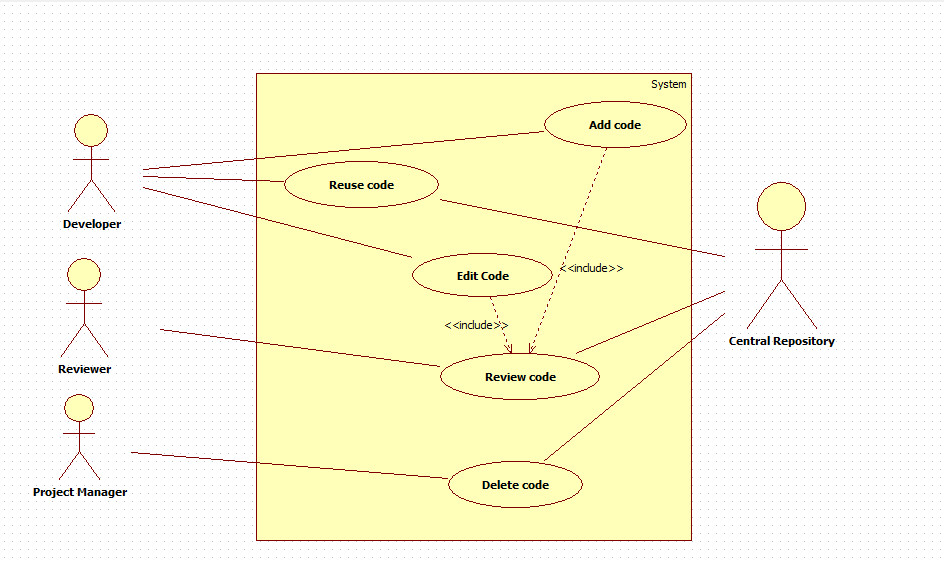 System
Add code
Reuse code
Developer
Edit Code
<<include>>
<<include>>
Central Repository
Reviewer
Review code
Project Manager
Delete code